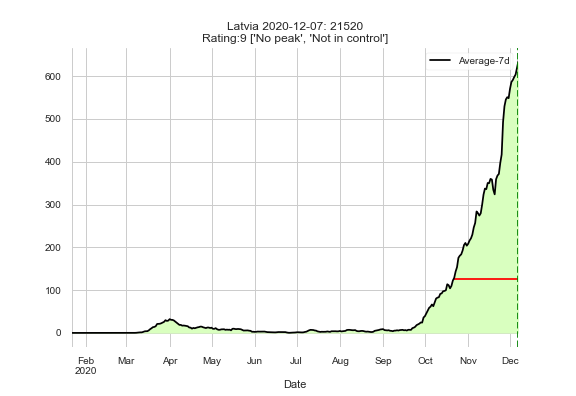 Latvia 2020-12-07: 21520
Rating:9 ['No peak', 'Not in control']
Average-7d
600
500
400
300
200
100
0
Feb Mar Apr May Jun Jul Aug Sep Oct Nov Dec
2020
Date